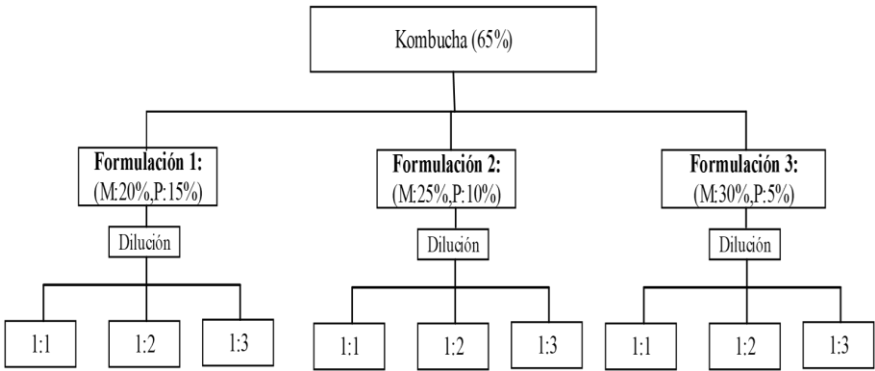 Kombucha (65%)
Formulación 1:
(M:20%,P:15%)
Formulación 2:
(M:25%,P:10%)
Formulación 3:
(M:30%,P:5%)
Dilución
Dilución
Dilución
1:1
1:2
1:3
1:1
1:2
1:3
1:1
1:2
1:3